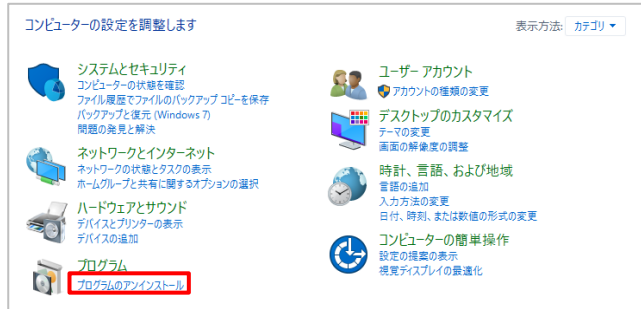 コンピューターの設定を調整します
表示方法: カテゴリ
システムとセキュリティ
コンピューターの状態を確認
ファイル履歴でファイルのバックアップ コピーを保存
バックアップと復元 (Windows 7)
問題の発見と解決
ネットワークとインターネット
ネットワークの状態とタスクの表示
ホームグループと共有に関するオプションの選択
ハードウェアとサウンド
デバイスとプリンターの表示
デバイスの追加
プログラム
プログラムのアンインストール
ユーザー アカウント
アカウントの種類の変更
デスクトップのカスタマイズ
テーマの変更
画面の解像度の調整
時計、言語、および地域
言語の追加
入力方法の変更
日付、時刻、または数値の形式の変更
コンピューターの簡単操作
設定の提案の表示
視覚ディスプレイの最適化